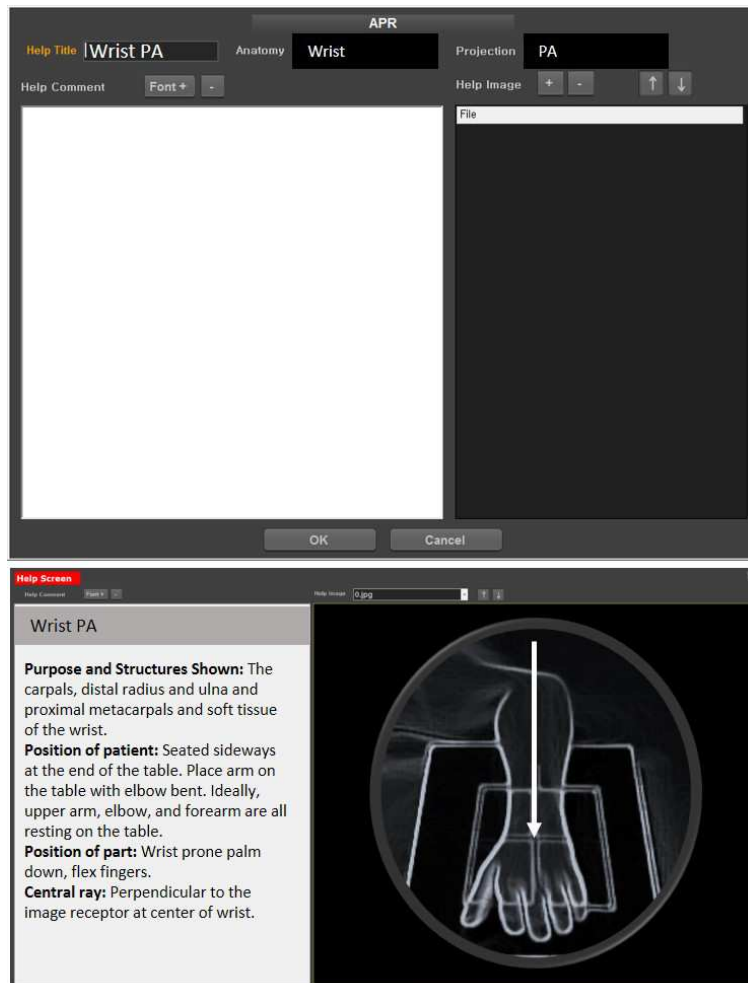 APR
Help Title Wrist PA Anatomy Wrist Projection PA
Help Comment Font + - Help Image + - ↑ ↓
File
OK Cancel
Help Screen
Help Comment Font + - Help Image 0.jpg ↑ ↓
Wrist PA
Purpose and Structures Shown: The
carpals, distal radius and ulna and
proximal metacarpals and soft tissue
of the wrist.
Position of patient: Seated sideways
at the end of the table. Place arm on
the table with elbow bent. Ideally,
upper arm, elbow, and forearm are all
resting on the table.
Position of part: Wrist prone palm
down, flex fingers.
Central ray: Perpendicular to the
image receptor at center of wrist.